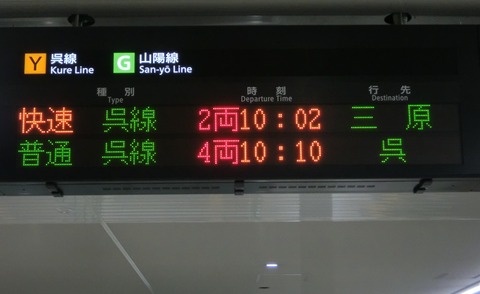 Y 呉線 G 山陽線
Kure Line San-yō Line
種別 時刻 行先
Type Departure Time Destination
快速 呉線 2両10:02 三原
普通 呉線 4両10:10 呉